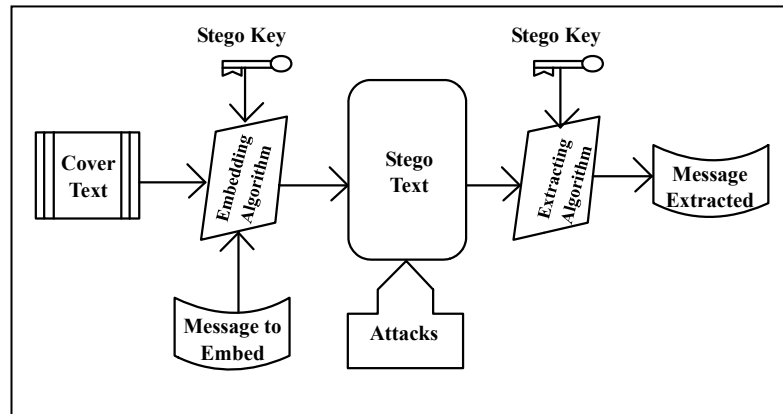 Stego Key
Stego Key
Cover
Text
Embedding
Algorithm
Stego
Text
Extracting
Algorithm
Message
Extracted
Message to
Embed
Attacks